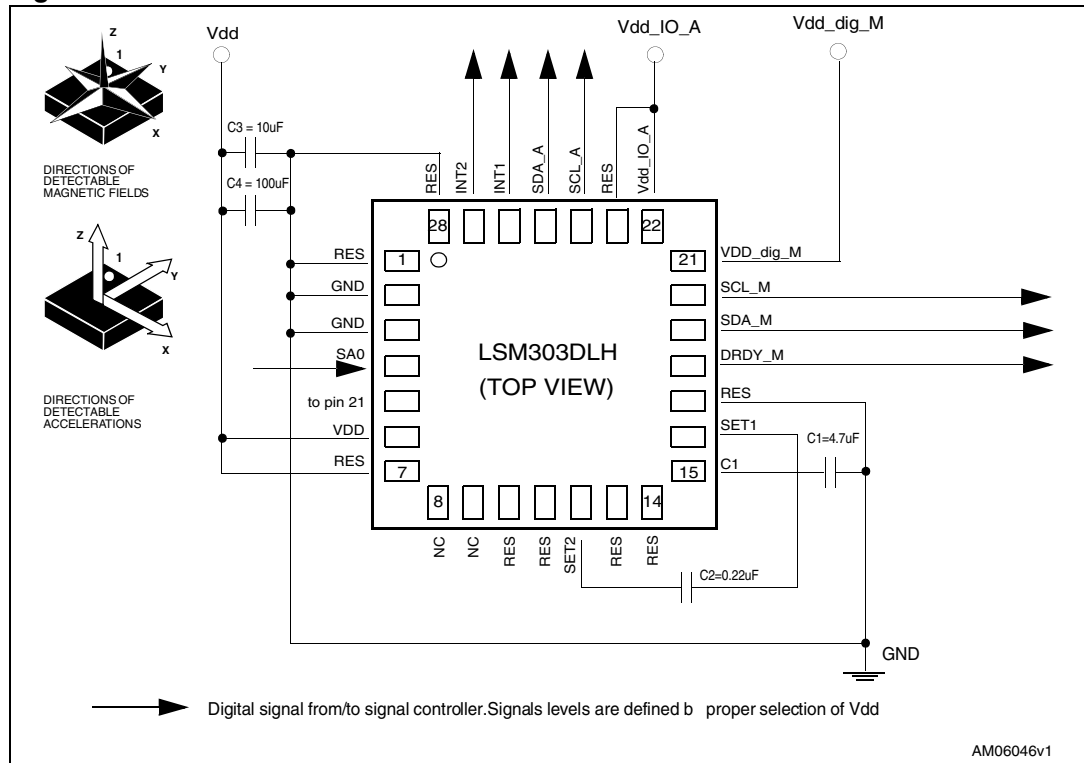 Z
1
Y
X
DIRECTIONS OF
DETECTABLE
MAGNETIC FIELDS
Z
1
Y
X
DIRECTIONS OF
DETECTABLE
ACCELERATIONS
Vdd
Vdd_IO_A
Vdd_dig_M
C3 = 10uF
C4 = 100uF
RES
INT2
INT1
SDA_A
SCL_A
RES
Vdd_IO_A
28
22
RES
GND
GND
SA0
to pin 21
VDD
RES
1
7
LSM303DLH
(TOP VIEW)
21
15
VDD_dig_M
SCL_M
SDA_M
DRDY_M
RES
SET1
C1
C1=4.7uF
8
14
NC
NC
RES
RES
SET2
RES
RES
C2=0.22uF
GND
Digital signal from/to signal controller.Signals levels are defined b proper selection of Vdd
AM06046v1